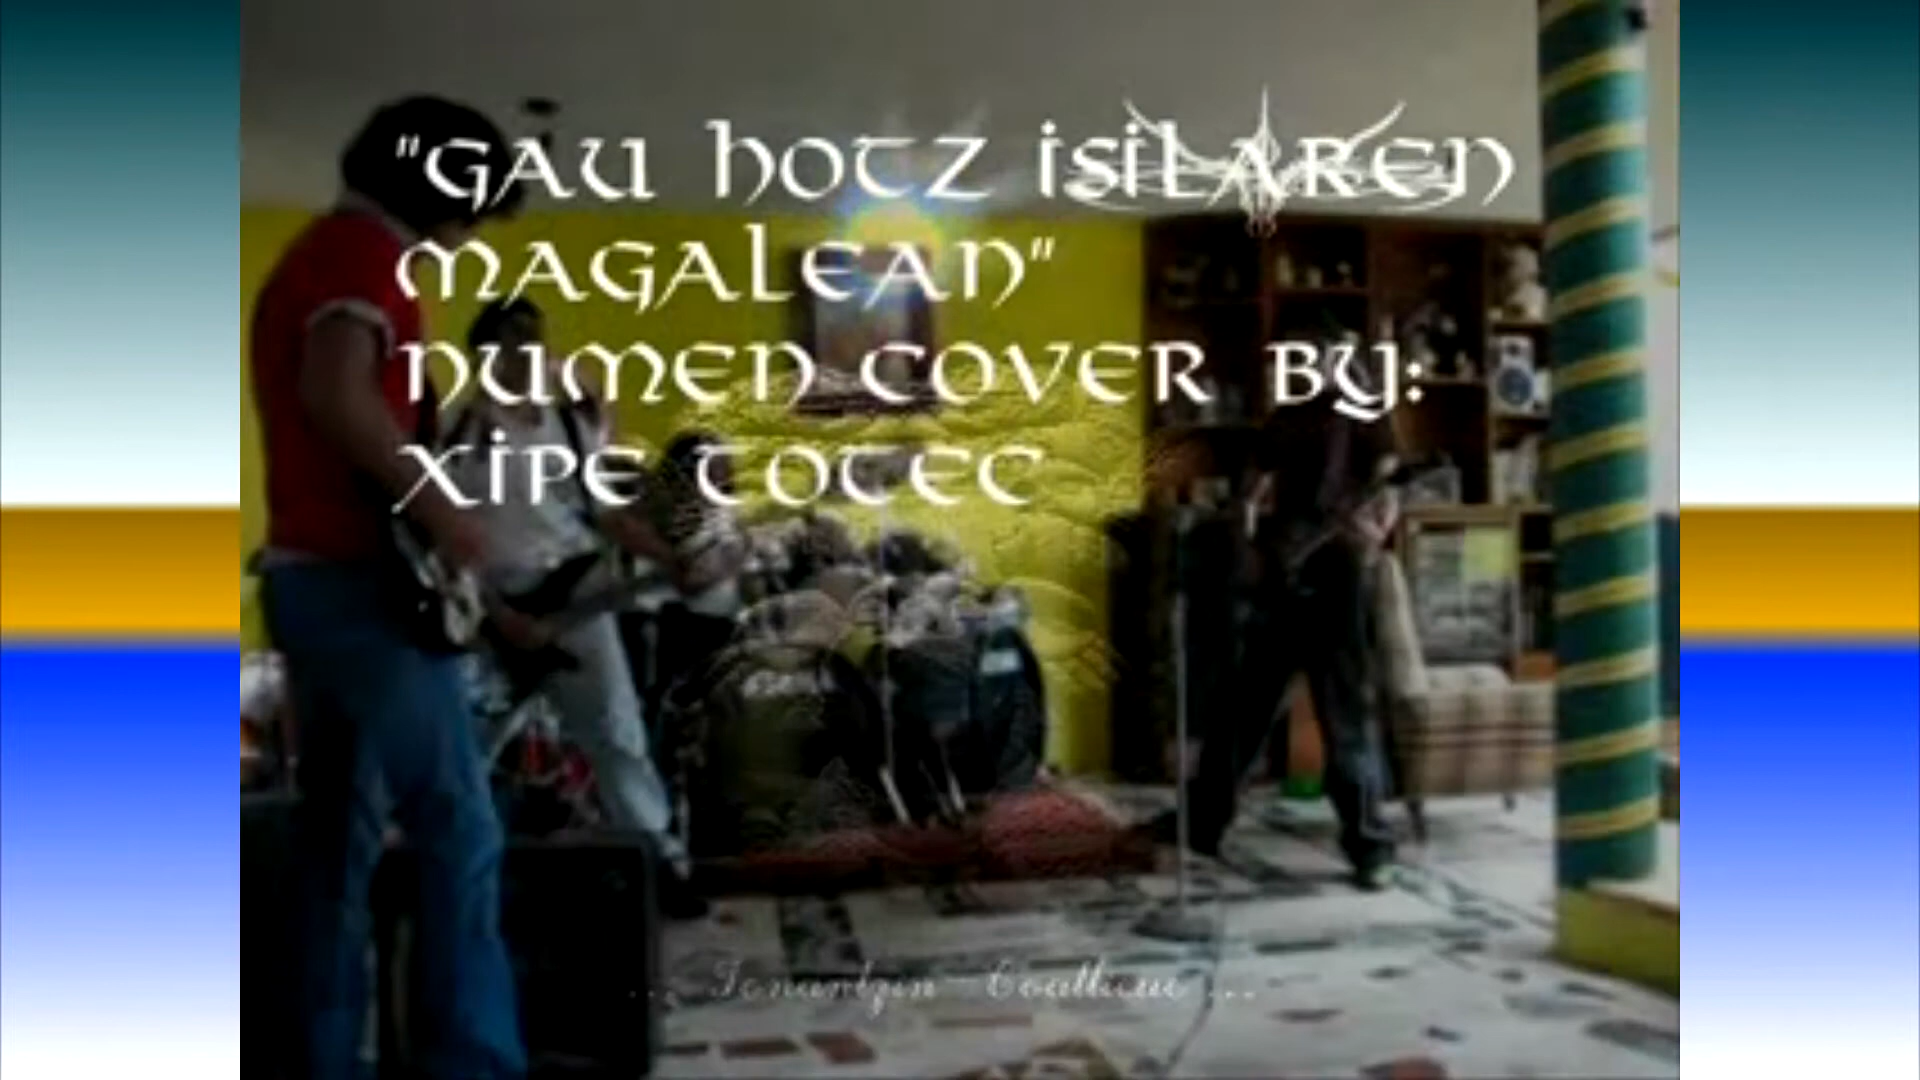 "GAU HOTZ ISILAREN
MAGALEAN"
NUMEN COVER BY:
XIPE TOTEC